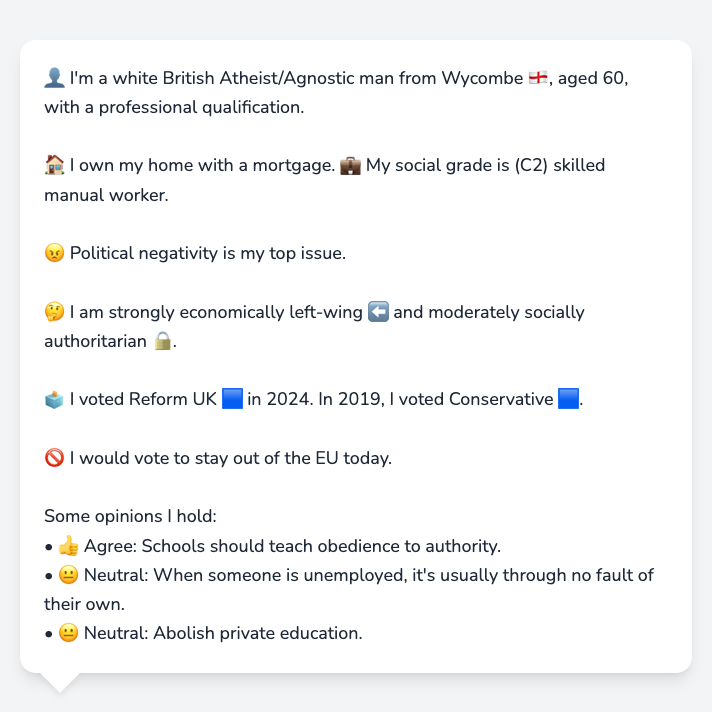 👤 I'm a white British Atheist/Agnostic man from Wycombe 🏴󠁧󠁢󠁥󠁮󠁧󠁿, aged 60,
with a professional qualification.
🏠 I own my home with a mortgage. 💼 My social grade is (C2) skilled
manual worker.
😠 Political negativity is my top issue.
🤔 I am strongly economically left-wing ⬅️ and moderately socially
authoritarian 🔒.
🗳️ I voted Reform UK 🟦 in 2024. In 2019, I voted Conservative 🟦.
🚫 I would vote to stay out of the EU today.
Some opinions I hold:
• 👍 Agree: Schools should teach obedience to authority.
• 😐 Neutral: When someone is unemployed, it's usually through no fault of
their own.
• 😐 Neutral: Abolish private education.